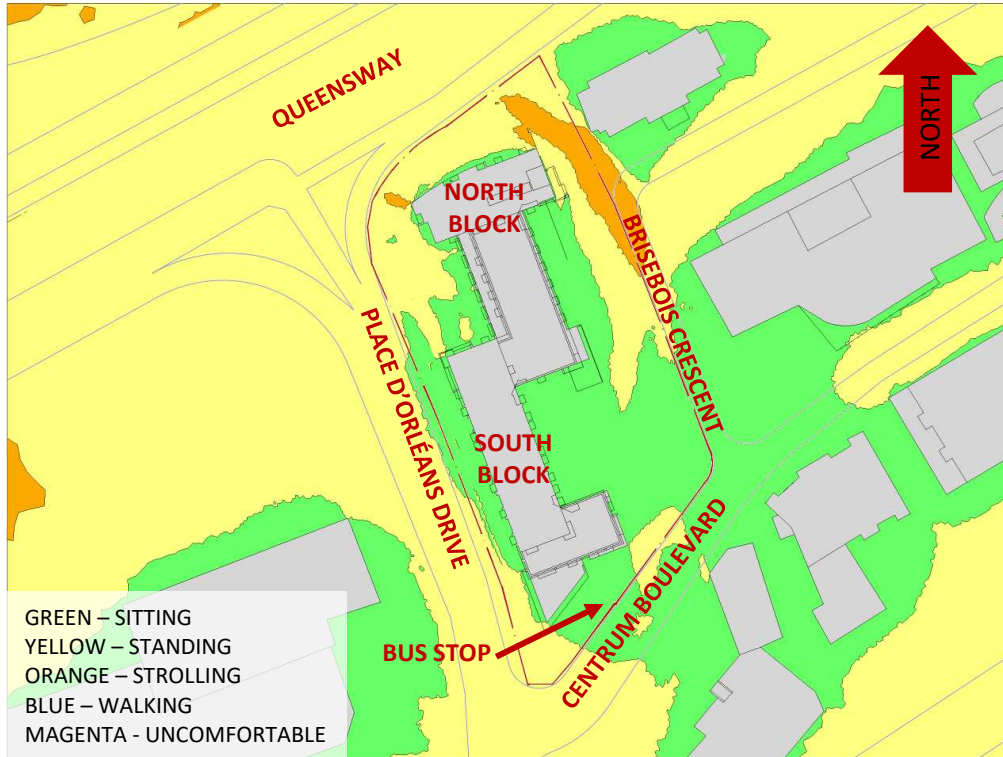 QUEENSWAY
NORTH
NORTH
BLOCK
BRISEBOIS CRESCENT
PLACE D'ORLÉANS DRIVE
SOUTH
BLOCK
CENTRUM BOULEVARD
BUS STOP
GREEN – SITTING
YELLOW – STANDING
ORANGE – STROLLING
BLUE – WALKING
MAGENTA - UNCOMFORTABLE